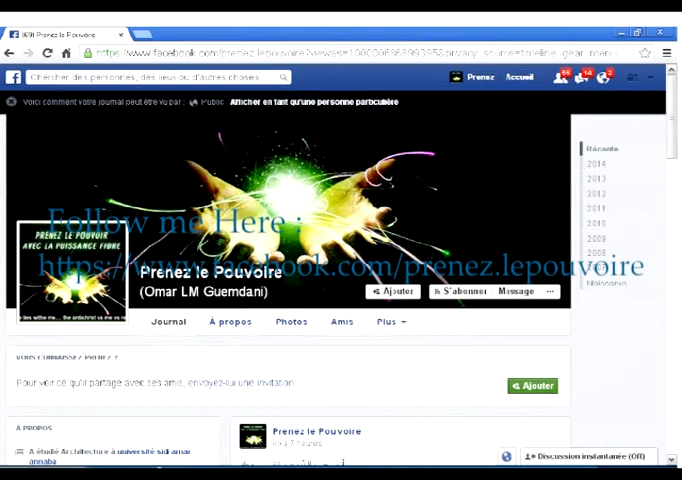 (69) Prenez le Pouvoire
https://www.facebook.com/prenez.lepouvoire?viewas=
Chercher des personnes, des lieux ou d'autres choses
Prenez Accueil
Voici comment votre journal peut être vu par : Public Afficher en tant qu'une personne particulière
Récente
2014
2013
2012
2011
2010
2009
2008
Naissance
Follow me Here :
https://www.facebook.com/prenez.lepouvoire
PRENEZ LE POUVOIR
AVEC LA PUISSANCE FIBRE
Prenez le Pouvoire
(Omar LM Guemdani)
Ajouter S'abonner Message ...
Journal À propos Photos Amis Plus
VOUS CONNAISSEZ PRENEZ ?
Pour voir ce qu'il partage avec ses amis, envoyez-lui une invitation
Ajouter
À PROPOS
A étudié Architecture à université sidi amar
annaba
Prenez le Pouvoire
il y a 7 heures
Discussion instantanée (Off)